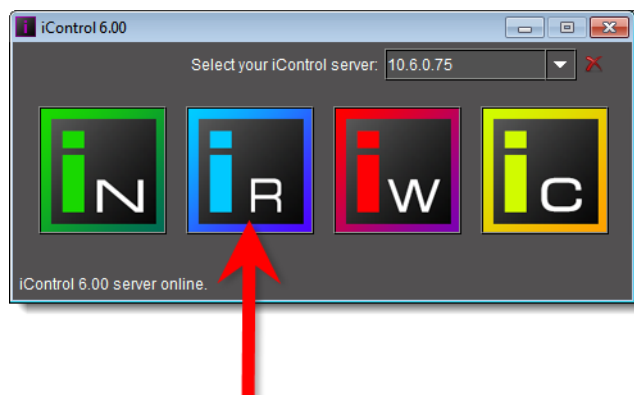 iControl 6.00
Select your iControl server: 10.6.0.75
iN iR iW iC
iControl 6.00 server online.